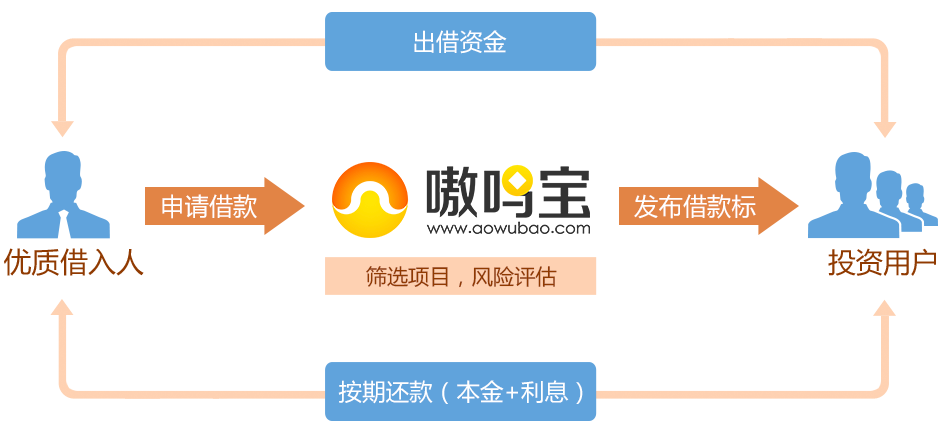 出借资金
申请借款
嗷呜宝
www.aowubao.com
发布借款标
优质借入人
筛选项目，风险评估
投资用户
按期还款（本金+利息）